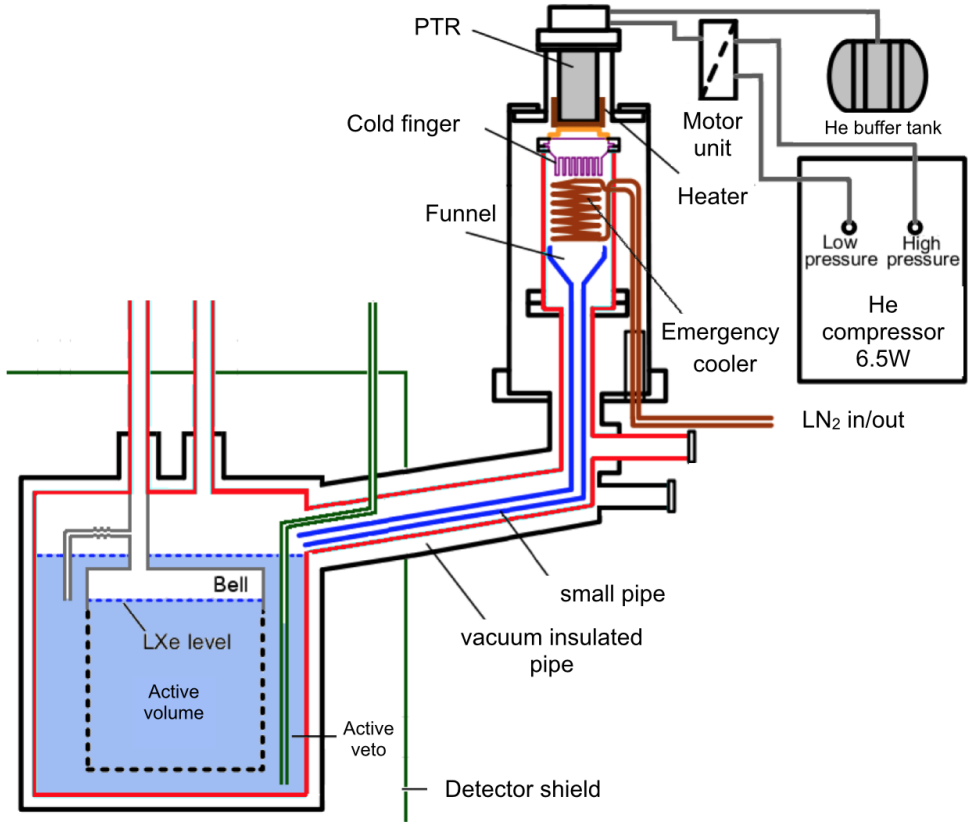 PTR
He buffer tank
Cold finger
Motor
unit
Heater
Funnel
Low
pressure
High
pressure
He
compressor
6.5W
Emergency
cooler
LN₂ in/out
Bell
small pipe
LXe level
vacuum insulated
pipe
Active
volume
Active
veto
Detector shield